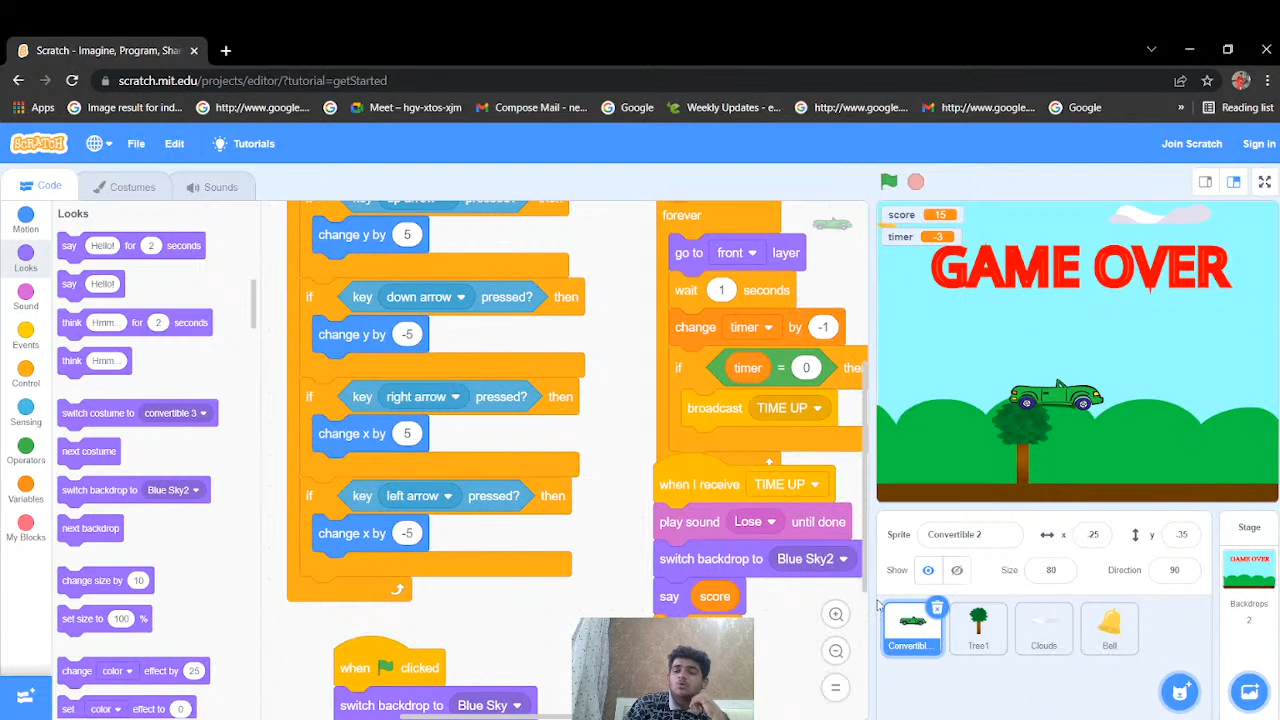 Scratch - Imagine, Program, Sha
scratch.mit.edu/projects/editor/?tutorial=getStarted
Apps
Image result for ind...
http://www.google....
Meet – hgv-xtos-xjm
Compose Mail - ne...
Google
Weekly Updates - e...
http://www.google....
http://www.google....
Google
»
Reading list
SCRATCH
File
Edit
Tutorials
Join Scratch
Sign in
Code
Costumes
Sounds
Motion
Looks
Sound
Events
Control
Sensing
Operators
Variables
My Blocks
Looks
say Hello! for 2 seconds
say Hello!
think Hmm... for 2 seconds
think Hmm...
switch costume to convertible 3
next costume
switch backdrop to Blue Sky2
next backdrop
change size by 10
set size to 100 %
change color effect by 25
set color effect to 0
change y by 5
if key down arrow pressed? then
change y by -5
if key right arrow pressed? then
change x by 5
if key left arrow pressed? then
change x by -5
when clicked
switch backdrop to Blue Sky
forever
go to front layer
wait 1 seconds
change timer by -1
if timer = 0 then
broadcast TIME UP
when I receive TIME UP
play sound Lose until done
switch backdrop to Blue Sky2
say score
score 15
timer -3
GAME OVER
Sprite Convertible 2 x -25 y -35
Show Size 80 Direction 90
Convertibl...
Tree1
Clouds
Bell
Stage
GAME OVER
Backdrops
2